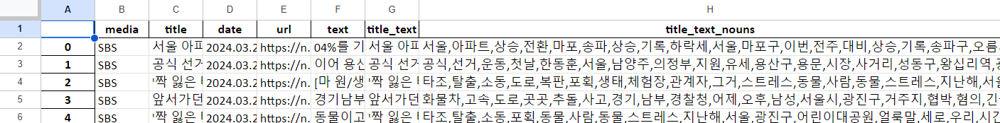 A B C D E F G H
1 media title date url text title_text title_text_nouns
2 0 SBS 서울 아파 2024.03.2 https://n. 04%를 기 서울 아파 서울,아파트,상승,전환,마포,송파,상승,기록,하락세,서울,마포구,이번,전주,대비,상승,기록,송파구,오름
3 1 SBS 공식 선거 2024.03.2 https://n. 이어 용산 공식 선거 공식,선거,운동,첫날,한동훈,서울,남양주,의정부,지원,유세,용산구,용문,시장,사거리,성동구,왕십리역,
4 2 SBS '짝 잃은 2024.03.2 https://n. [마 원/생 '짝 잃은 타조,탈출,소동,도로,복판,포획,생태,체험장,관계자,그거,스트레스,동물,사람,동물,스트레스,지난해,서울
5 3 SBS 앞서가던 2024.03.2 https://n. 경기남부 앞서가던 화물차,고속,도로,곳곳,추돌,사고,경기,남부,경찰청,어제,오후,남성,서울시,광진구,거주지,협박,혐의,긴
6 4 SBS '짝 잃은 2024.03.2 https://n. 동물이고 '짝 잃은 타조,탈출,소동,포획,동물,사람,동물,스트레스,지난해,서울,광진구,어린이대공원,얼룩말,세로,우리,시간